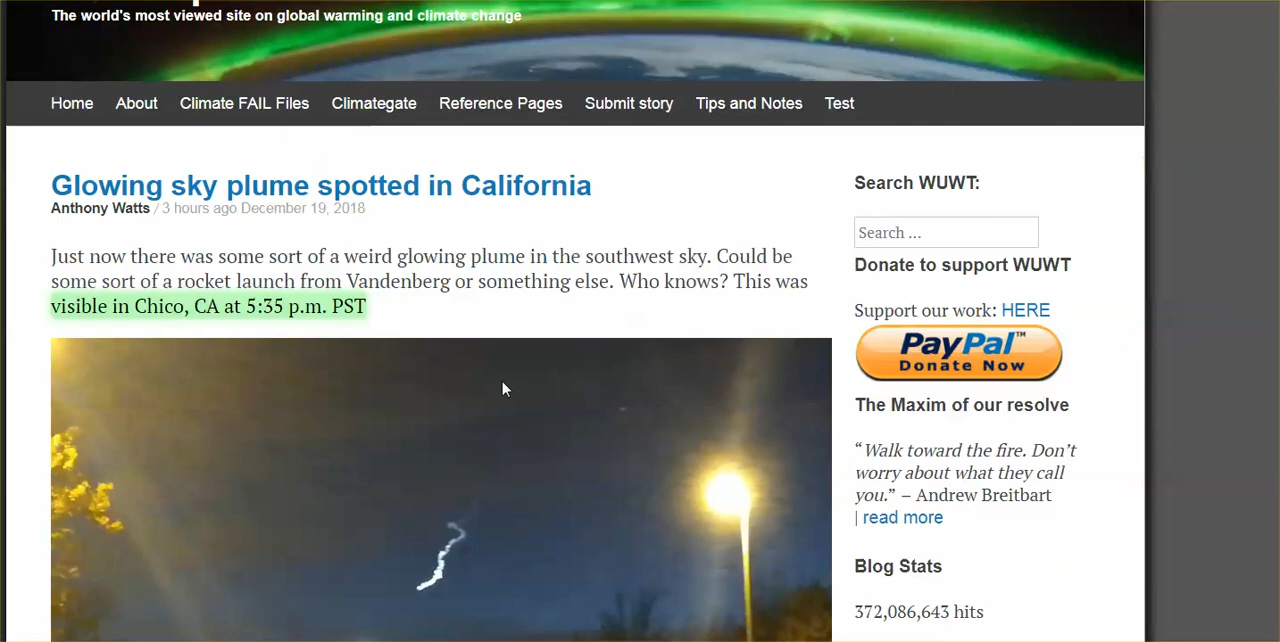 The world's most viewed site on global warming and climate change
Home About Climate FAIL Files Climategate Reference Pages Submit story Tips and Notes Test
Glowing sky plume spotted in California
Anthony Watts / 3 hours ago December 19, 2018
Just now there was some sort of a weird glowing plume in the southwest sky. Could be
some sort of a rocket launch from Vandenberg or something else. Who knows? This was
visible in Chico, CA at 5:35 p.m. PST
Search WUWT:
Search ...
Donate to support WUWT
Support our work: HERE
PayPal™
Donate Now
The Maxim of our resolve
“Walk toward the fire. Don’t
worry about what they call
you.” – Andrew Breitbart
| read more
Blog Stats
372,086,643 hits